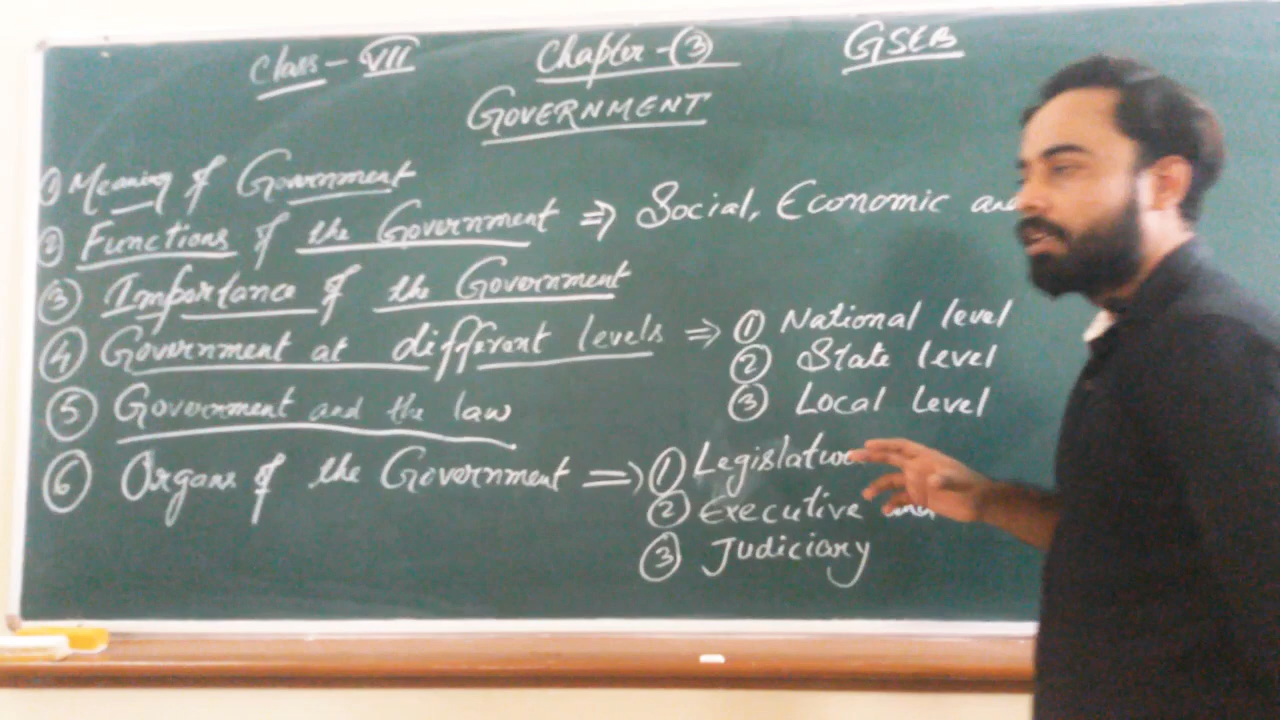 Class - VII Chapter - ③ GSEB
GOVERNMENT
① Meaning of Government
② Functions of the Government ⇒ Social, Economic and
③ Importance of the Government
④ Government at different levels ⇒ ① National level
② State level
③ Local Level
⑤ Government and the law
⑥ Organs of the Government ⇒ ① Legislature
② Executive and
③ Judiciary